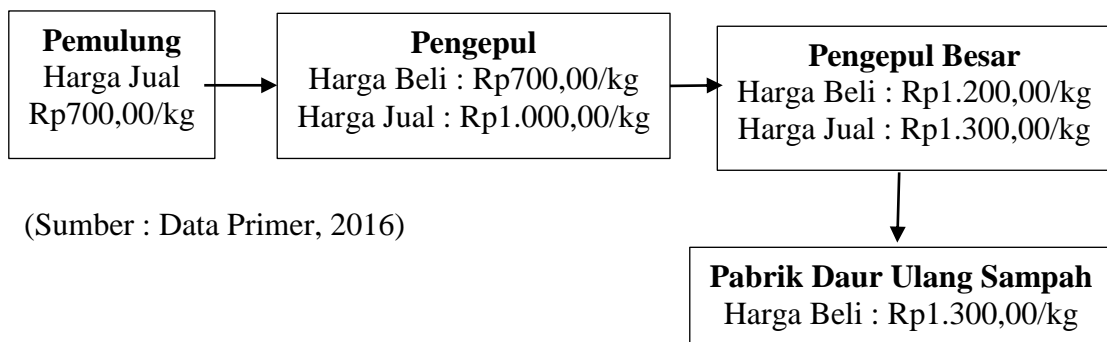 Pemulung
Harga Jual
Rp700,00/kg
Pengepul
Harga Beli : Rp700,00/kg
Harga Jual : Rp1.000,00/kg
Pengepul Besar
Harga Beli : Rp1.200,00/kg
Harga Jual : Rp1.300,00/kg
(Sumber : Data Primer, 2016)
Pabrik Daur Ulang Sampah
Harga Beli : Rp1.300,00/kg